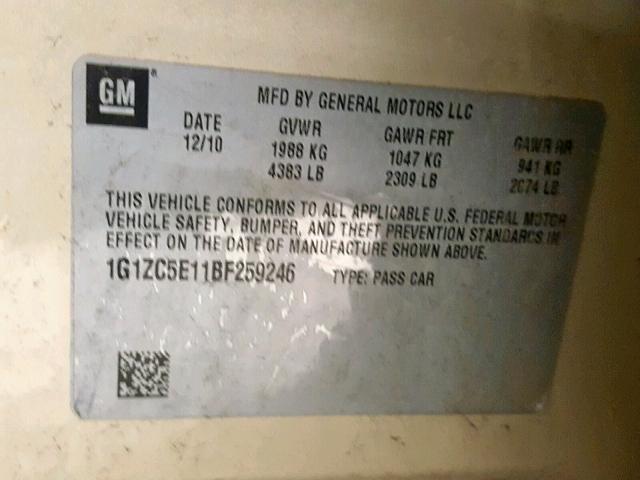 GM ®
MFD BY GENERAL MOTORS LLC
DATE GVWR GAWR FRT GAWR RR
12/10 1988 KG 1047 KG 941 KG
4383 LB 2309 LB 2074 LB
THIS VEHICLE CONFORMS TO ALL APPLICABLE U.S. FEDERAL MOTOR
VEHICLE SAFETY, BUMPER, AND THEFT PREVENTION STANDARDS IN
EFFECT ON THE DATE OF MANUFACTURE SHOWN ABOVE.
1G1ZC5E11BF259246 TYPE: PASS CAR